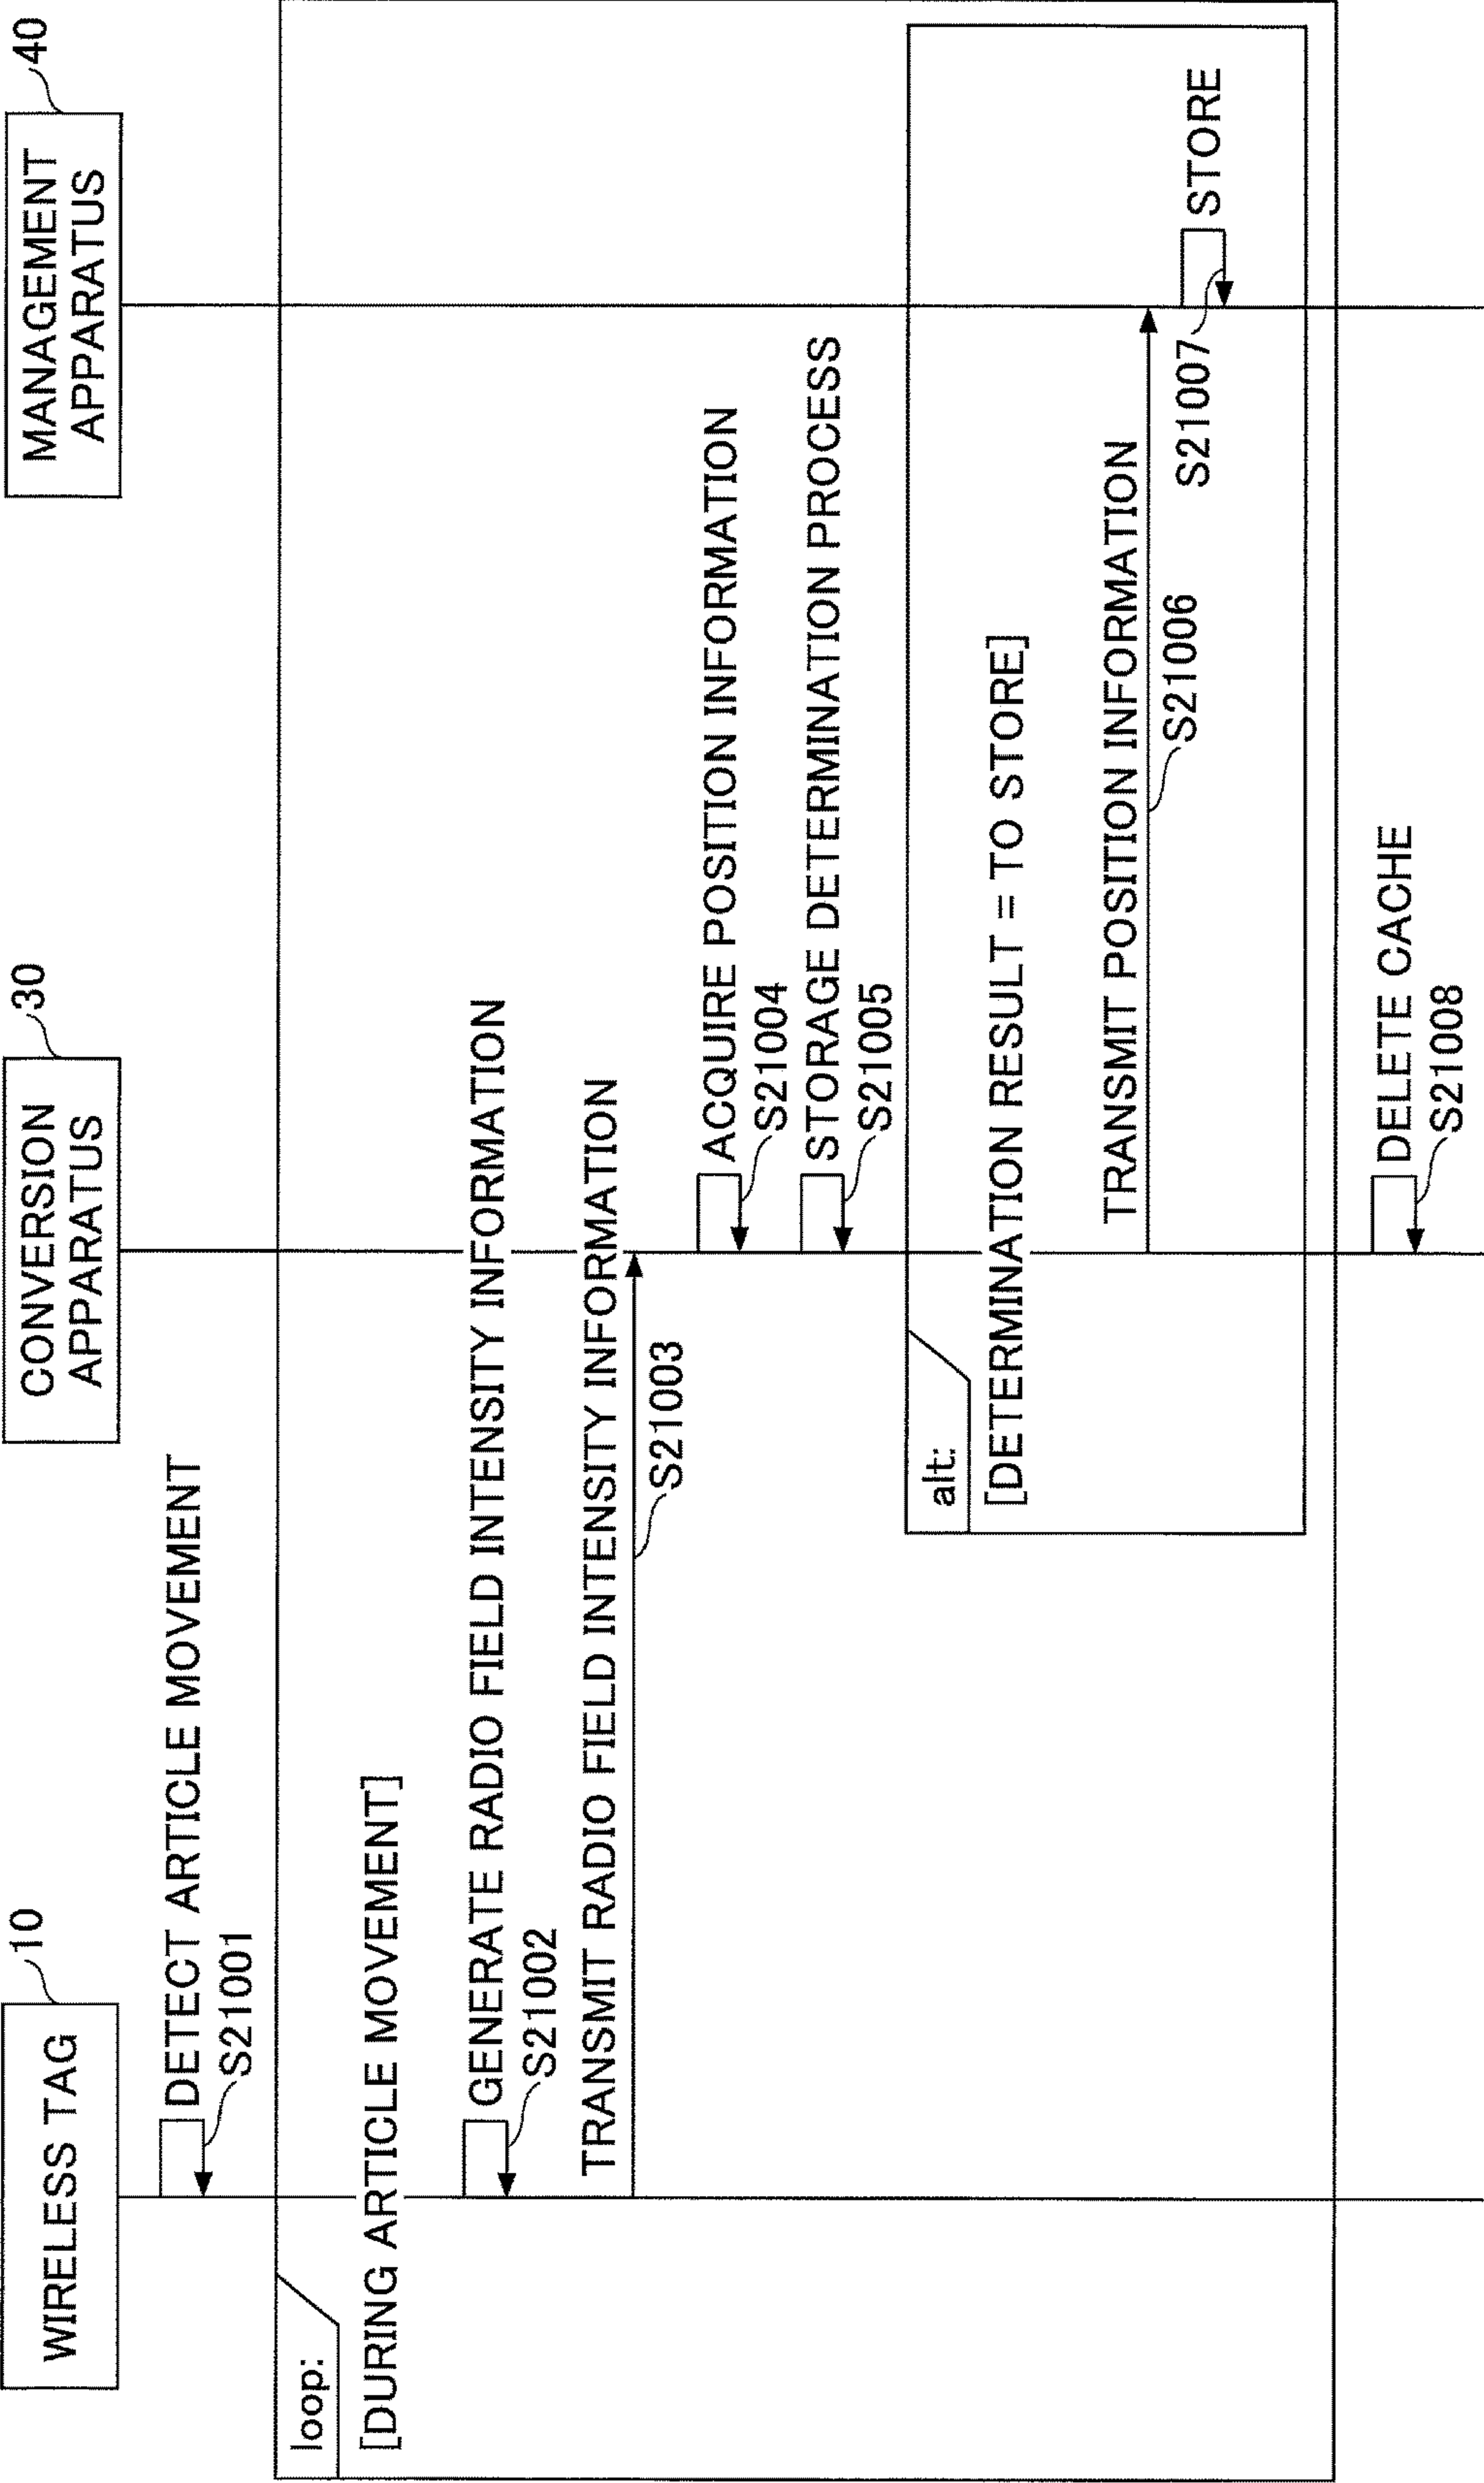 WIRELESS TAG
10
CONVERSION
APPARATUS
30
MANAGEMENT
APPARATUS
40
DETECT ARTICLE MOVEMENT
S21001
loop:
[DURING ARTICLE MOVEMENT]
GENERATE RADIO FIELD INTENSITY INFORMATION
S21002
TRANSMIT RADIO FIELD INTENSITY INFORMATION
S21003
ACQUIRE POSITION INFORMATION
S21004
STORAGE DETERMINATION PROCESS
S21005
alt:
[DETERMINATION RESULT = TO STORE]
TRANSMIT POSITION INFORMATION
S21006
STORE
S21007
DELETE CACHE
S21008